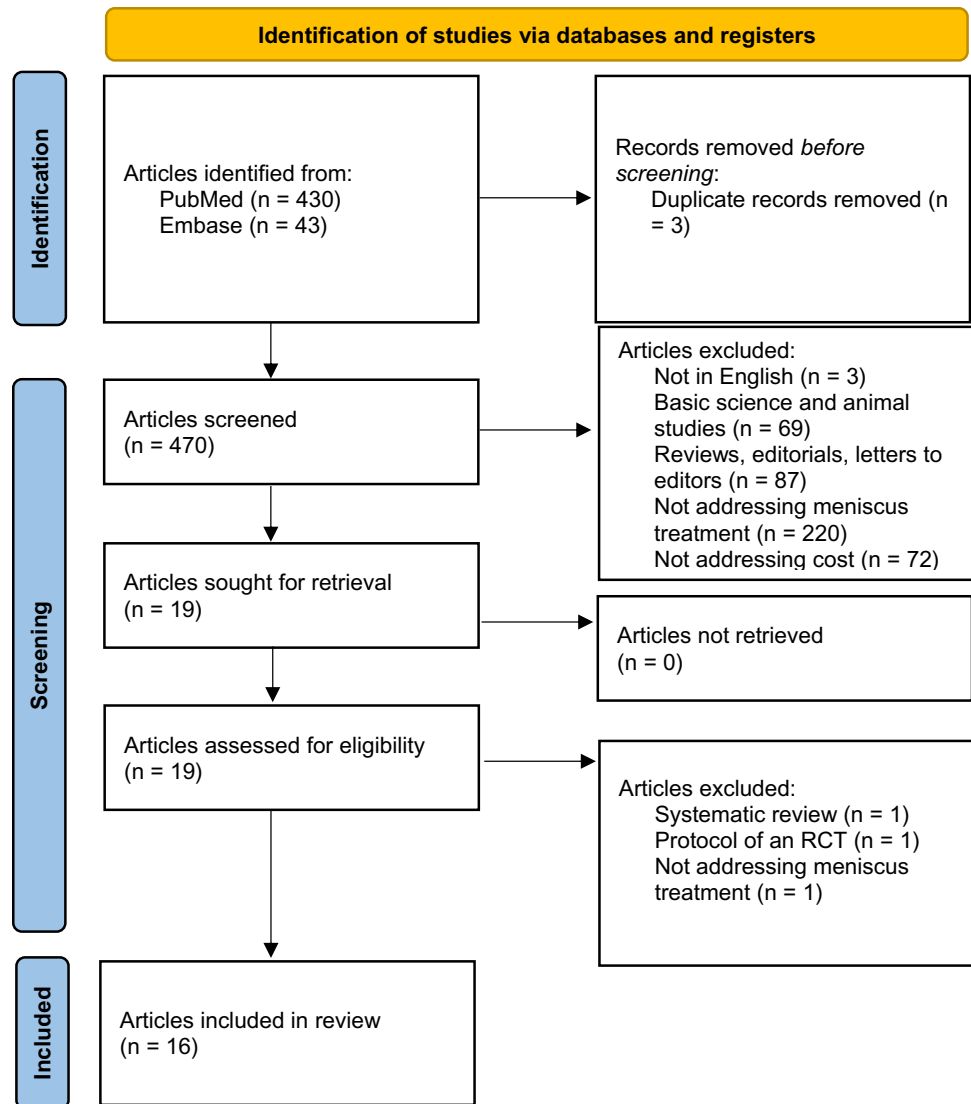 Identification of studies via databases and registers
Identification
Articles identified from:
PubMed (n = 430)
Embase (n = 43)
Records removed before
screening:
Duplicate records removed (n
= 3)
Screening
Articles screened
(n = 470)
Articles excluded:
Not in English (n = 3)
Basic science and animal
studies (n = 69)
Reviews, editorials, letters to
editors (n = 87)
Not addressing meniscus
treatment (n = 220)
Not addressing cost (n = 72)
Articles sought for retrieval
(n = 19)
Articles not retrieved
(n = 0)
Articles assessed for eligibility
(n = 19)
Articles excluded:
Systematic review (n = 1)
Protocol of an RCT (n = 1)
Not addressing meniscus
treatment (n = 1)
Included
Articles included in review
(n = 16)